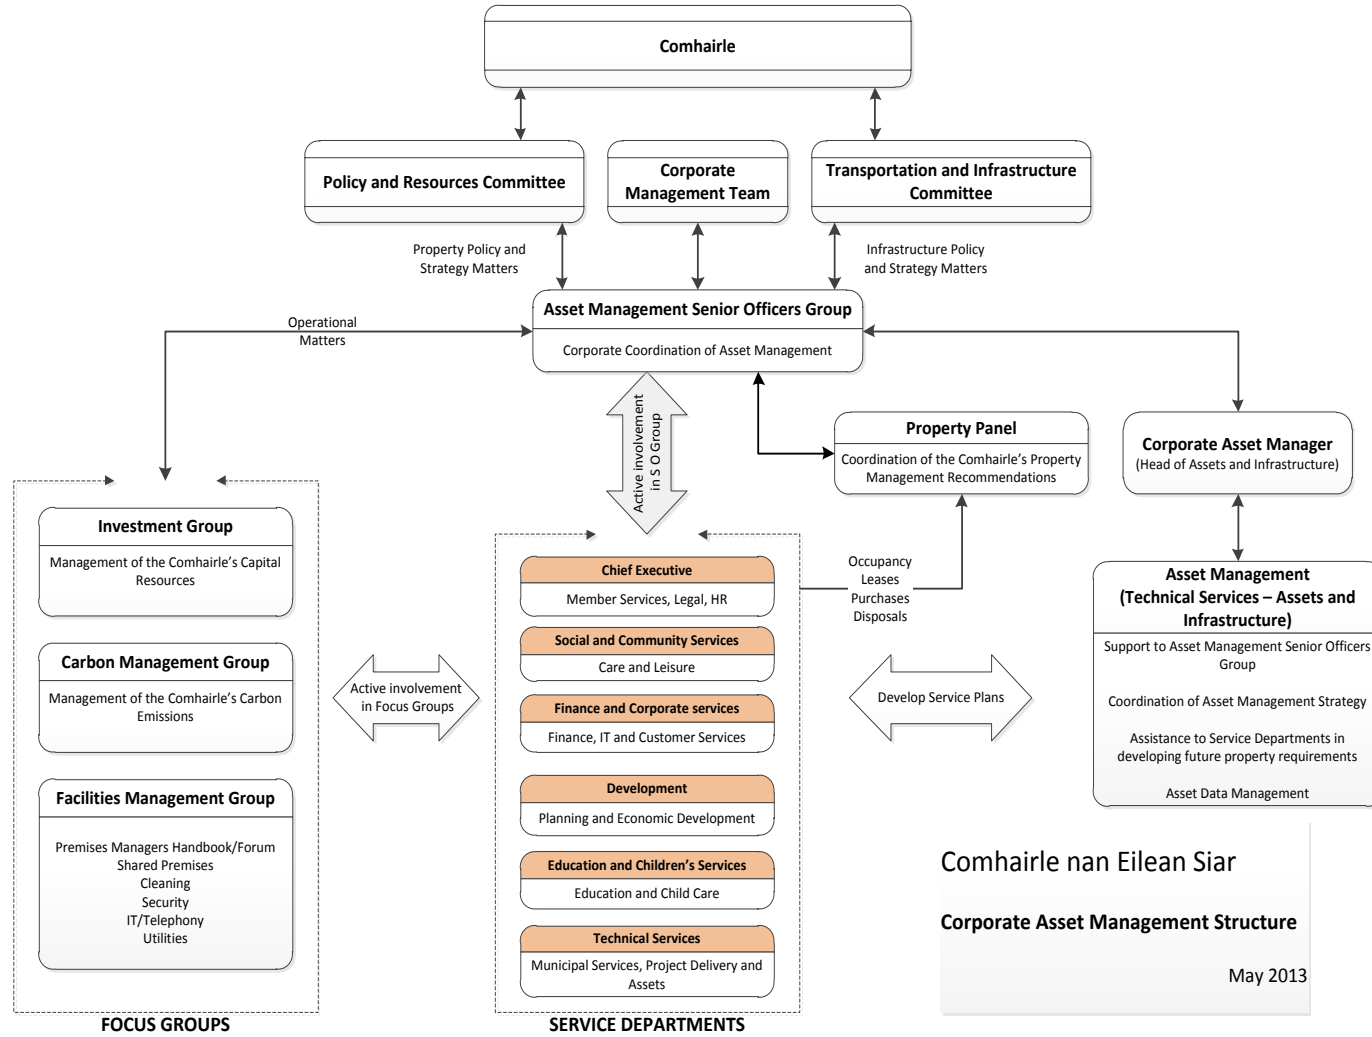 Comhairle
Policy and Resources Committee
Corporate
Management Team
Transportation and Infrastructure
Committee
Property Policy and
Strategy Matters
Infrastructure Policy
and Strategy Matters
Asset Management Senior Officers Group
Corporate Coordination of Asset Management
Operational
Matters
Active involvement
in S O Group
Property Panel
Coordination of the Comhairle's Property
Management Recommendations
Corporate Asset Manager
(Head of Assets and Infrastructure)
Investment Group
Management of the Comhairle's Capital
Resources
Carbon Management Group
Management of the Comhairle's Carbon
Emissions
Facilities Management Group
Premises Managers Handbook/Forum
Shared Premises
Cleaning
Security
IT/Telephony
Utilities
FOCUS GROUPS
Active involvement
in Focus Groups
Chief Executive
Member Services, Legal, HR
Social and Community Services
Care and Leisure
Finance and Corporate services
Finance, IT and Customer Services
Development
Planning and Economic Development
Education and Children's Services
Education and Child Care
Technical Services
Municipal Services, Project Delivery and
Assets
SERVICE DEPARTMENTS
Occupancy
Leases
Purchases
Disposals
Develop Service Plans
Asset Management
(Technical Services – Assets and
Infrastructure)
Support to Asset Management Senior Officers
Group
Coordination of Asset Management Strategy
Assistance to Service Departments in
developing future property requirements
Asset Data Management
Comhairle nan Eilean Siar
Corporate Asset Management Structure
May 2013